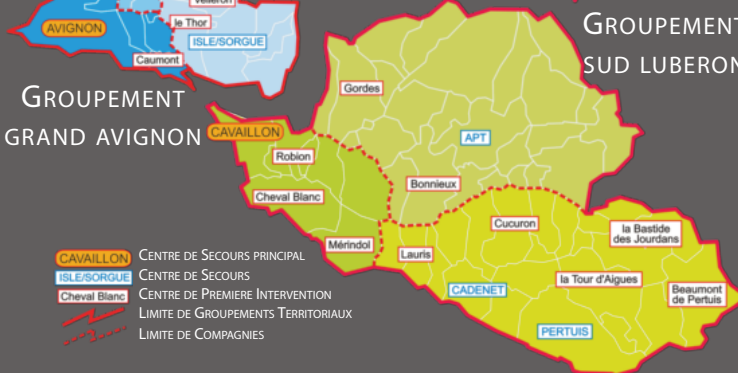 Velleron
le Thor
AVIGNON
ISLE/SORGUE
Caumont
GROUPEMENT
GRAND AVIGNON
GROUPEMENT
SUD LUBERON
CAVAILLON
Gordes
APT
Robion
Bonnieux
Cheval Blanc
Cucuron
la Bastide
des Jourdans
Mérindol
Lauris
la Tour d'Aigues
CADENET
Beaumont
de Pertuis
PERTUIS
CAVAILLON CENTRE DE SECOURS PRINCIPAL
ISLE/SORGUE CENTRE DE SECOURS
Cheval Blanc CENTRE DE PREMIERE INTERVENTION
LIMITE DE GROUPEMENTS TERRITORIAUX
LIMITE DE COMPAGNIES